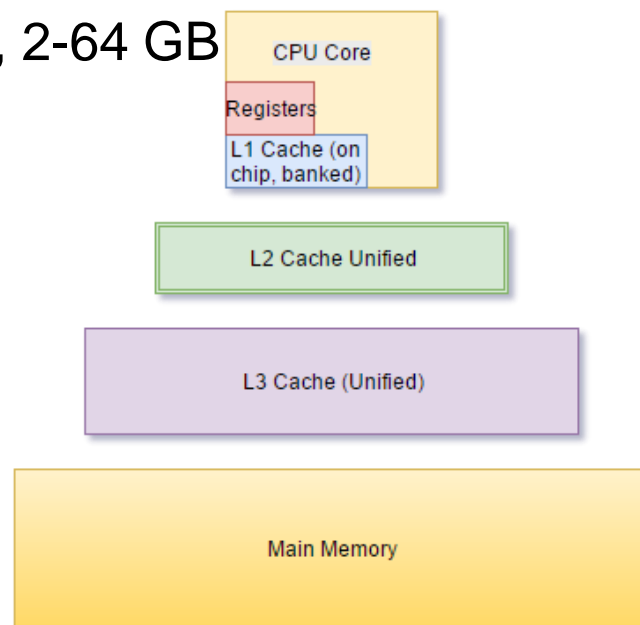 , 2-64 GB
CPU Core
Registers
L1 Cache (on
chip, banked)
L2 Cache Unified
L3 Cache (Unified)
Main Memory